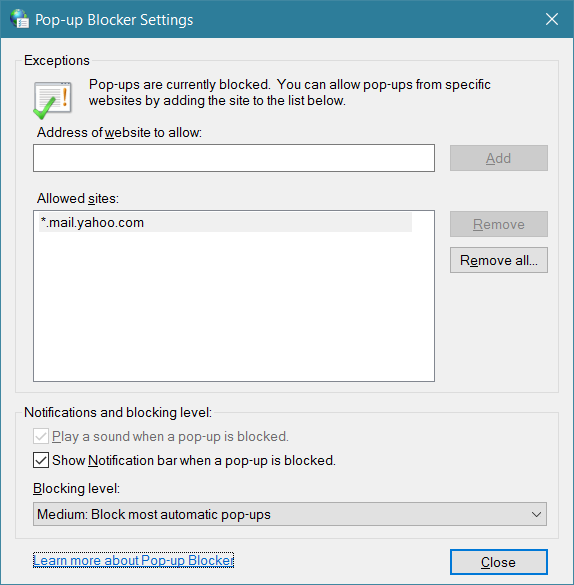 Pop-up Blocker Settings
Exceptions
Pop-ups are currently blocked.  You can allow pop-ups from specific
websites by adding the site to the list below.
Address of website to allow:
Add
Allowed sites:
*.mail.yahoo.com
Remove
Remove all...
Notifications and blocking level:
Play a sound when a pop-up is blocked.
Show Notification bar when a pop-up is blocked.
Blocking level:
Medium: Block most automatic pop-ups
Learn more about Pop-up Blocker
Close